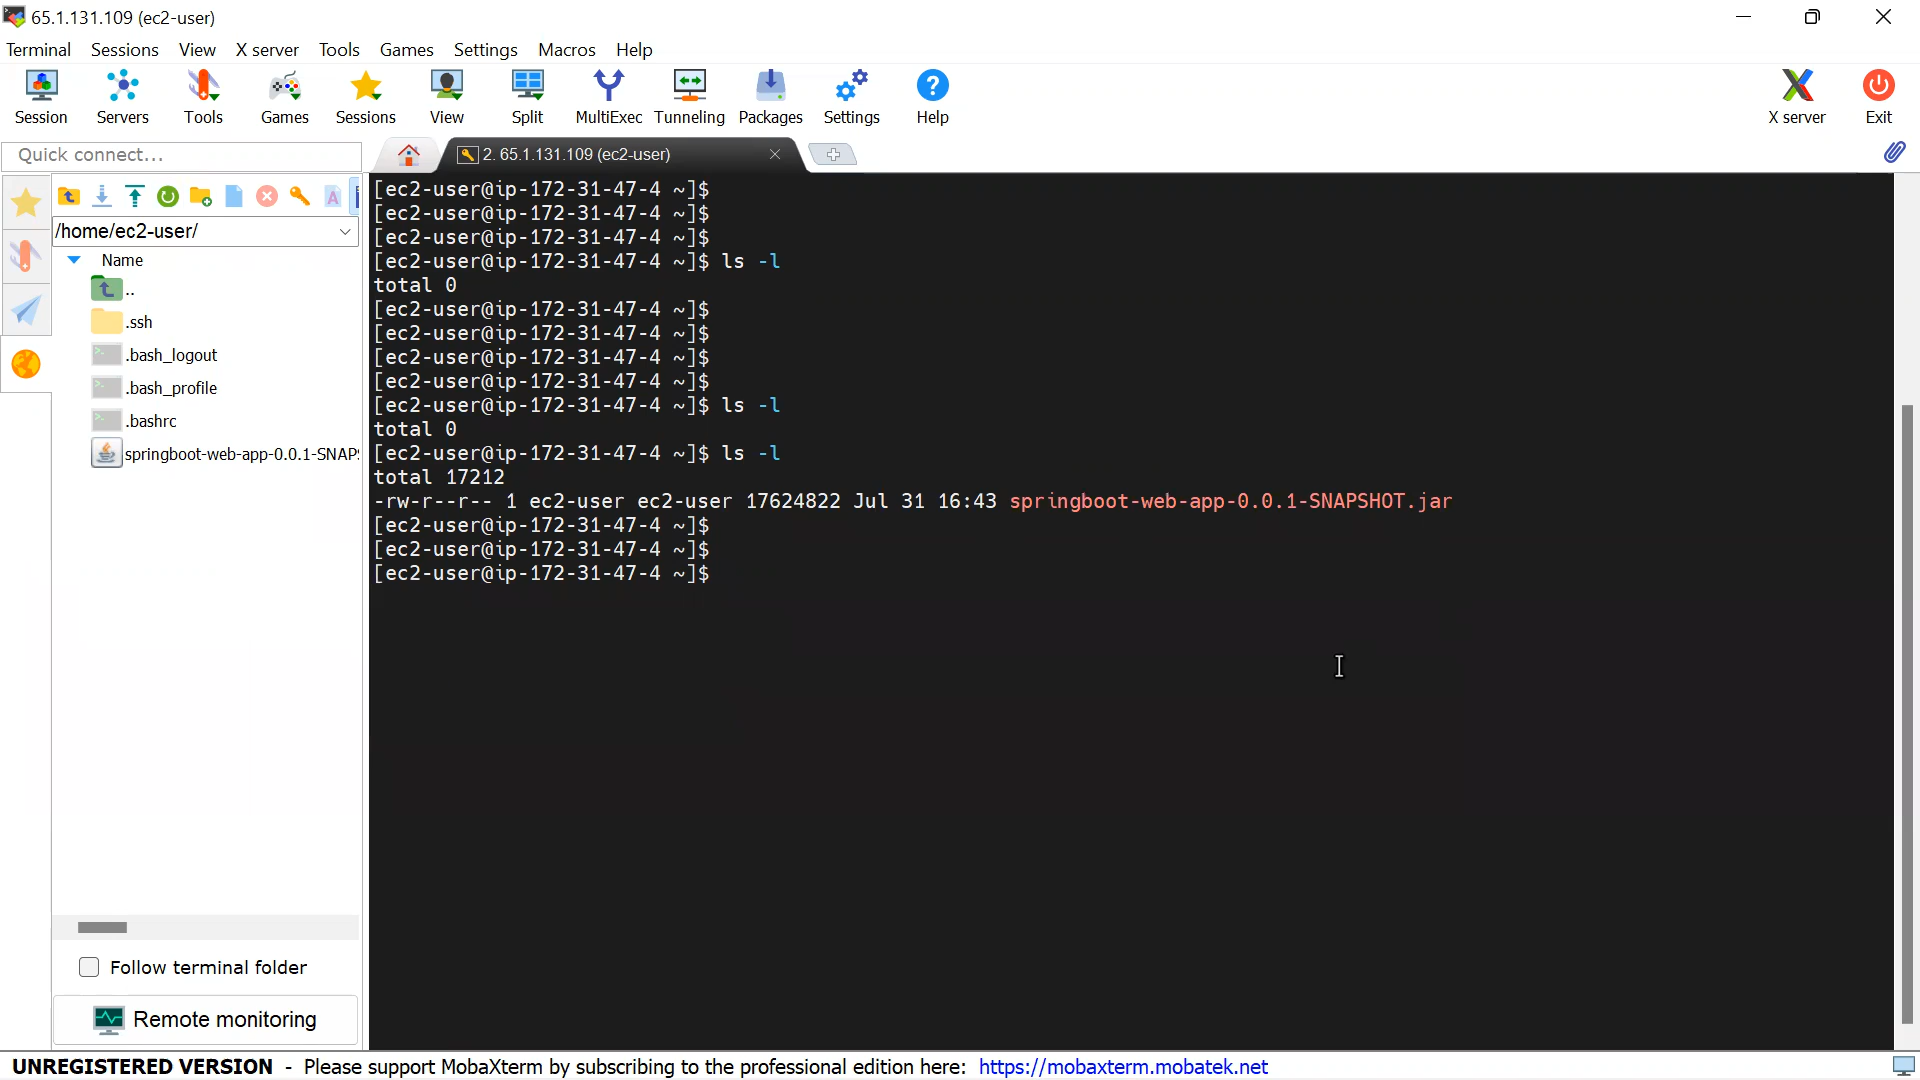 65.1.131.109 (ec2-user)
Terminal Sessions View X server Tools Games Settings Macros Help
Session Servers Tools Games Sessions View Split MultiExec Tunneling Packages Settings Help X server Exit
Quick connect...
2. 65.1.131.109 (ec2-user)
/home/ec2-user/
Name
..
.ssh
.bash_logout
.bash_profile
.bashrc
springboot-web-app-0.0.1-SNAP
[ec2-user@ip-172-31-47-4 ~]$
[ec2-user@ip-172-31-47-4 ~]$
[ec2-user@ip-172-31-47-4 ~]$
[ec2-user@ip-172-31-47-4 ~]$ ls -l
total 0
[ec2-user@ip-172-31-47-4 ~]$
[ec2-user@ip-172-31-47-4 ~]$
[ec2-user@ip-172-31-47-4 ~]$
[ec2-user@ip-172-31-47-4 ~]$
[ec2-user@ip-172-31-47-4 ~]$ ls -l
total 0
[ec2-user@ip-172-31-47-4 ~]$ ls -l
total 17212
-rw-r--r-- 1 ec2-user ec2-user 17624822 Jul 31 16:43 springboot-web-app-0.0.1-SNAPSHOT.jar
[ec2-user@ip-172-31-47-4 ~]$
[ec2-user@ip-172-31-47-4 ~]$
[ec2-user@ip-172-31-47-4 ~]$
Follow terminal folder
Remote monitoring
UNREGISTERED VERSION - Please support MobaXterm by subscribing to the professional edition here: https://mobaxterm.mobatek.net